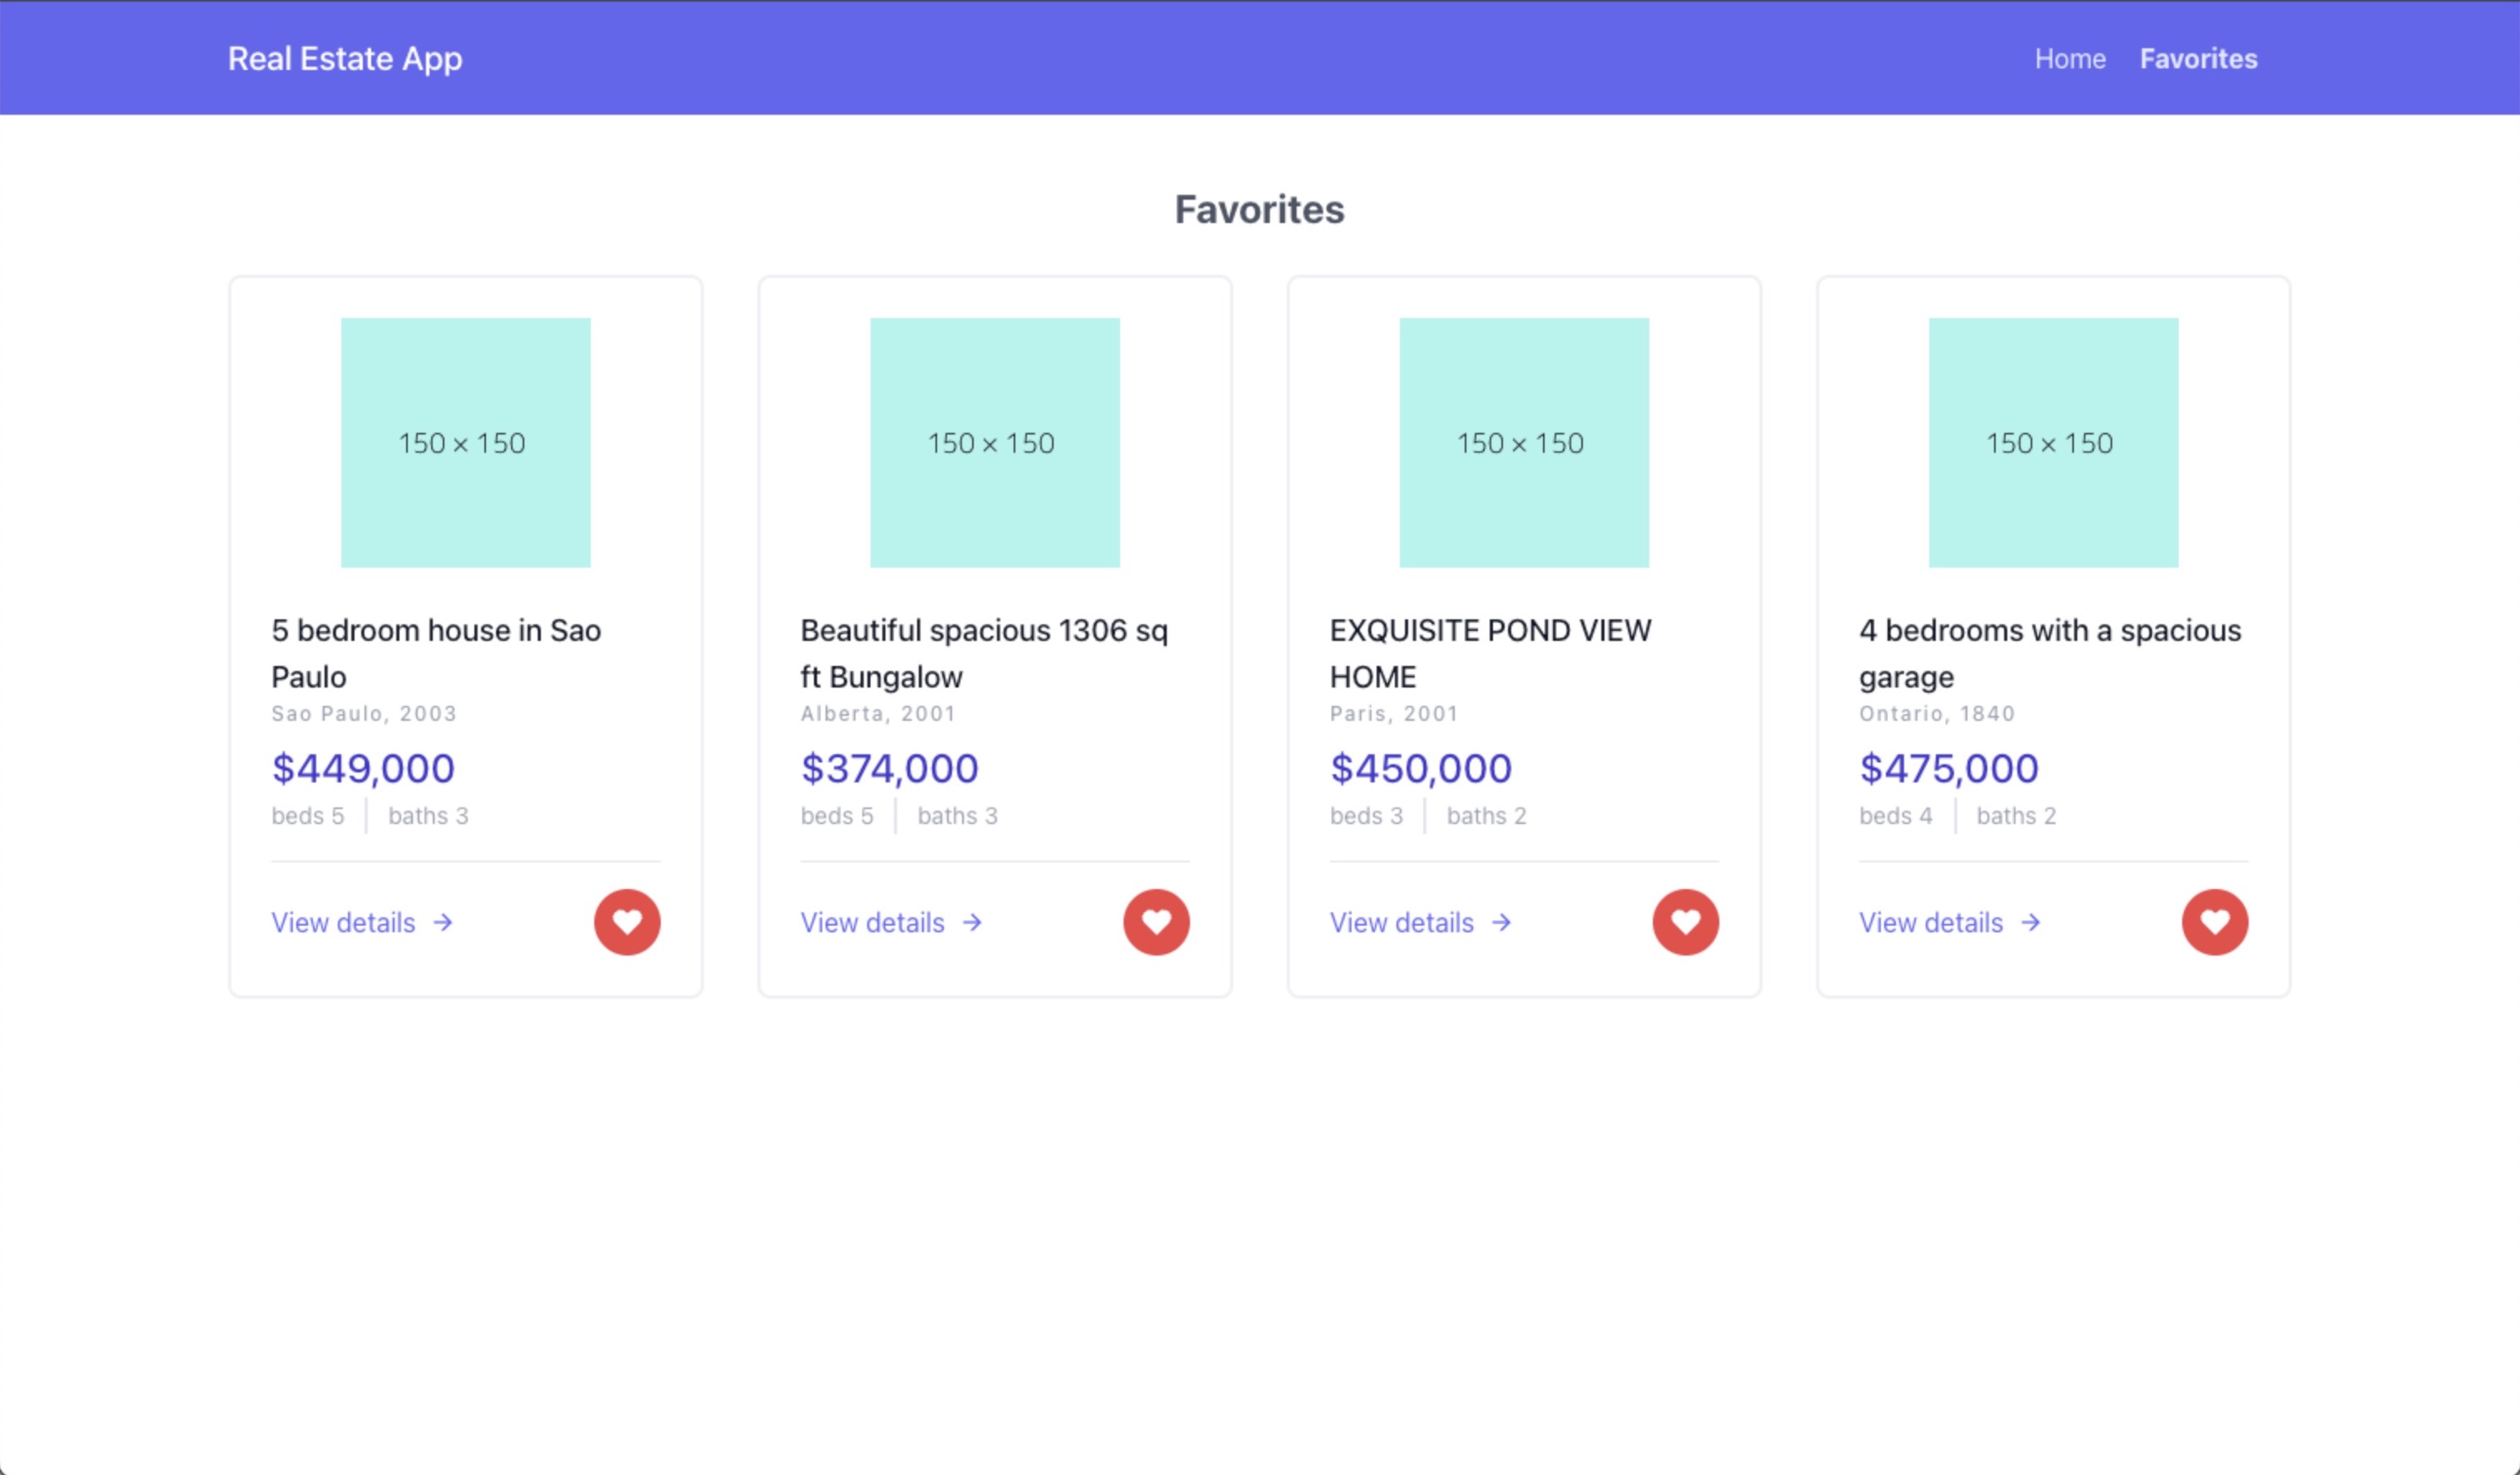 Real Estate App
Home
Favorites
Favorites
150 × 150
5 bedroom house in Sao
Paulo
Sao Paulo, 2003
$449,000
beds 5
baths 3
View details →
150 × 150
Beautiful spacious 1306 sq
ft Bungalow
Alberta, 2001
$374,000
beds 5
baths 3
View details →
150 × 150
EXQUISITE POND VIEW
HOME
Paris, 2001
$450,000
beds 3
baths 2
View details →
150 × 150
4 bedrooms with a spacious
garage
Ontario, 1840
$475,000
beds 4
baths 2
View details →